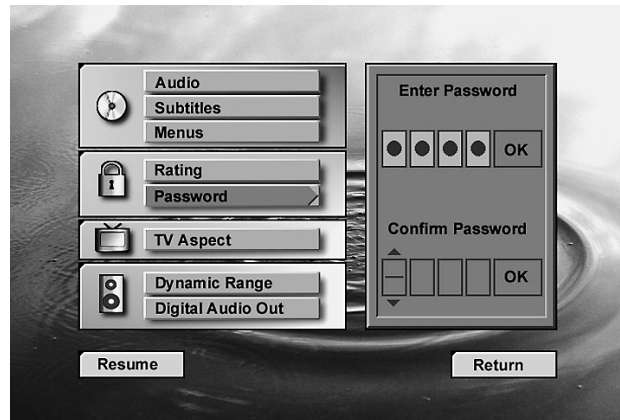 Audio
Subtitles
Menus
Rating
Password
TV Aspect
Dynamic Range
Digital Audio Out
Enter Password
OK
Confirm Password
OK
Resume
Return